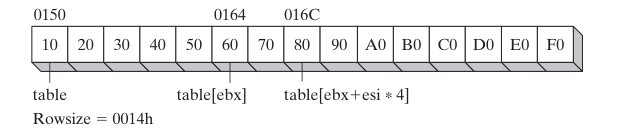 0150 0164 016C
10 20 30 40 50 60 70 80 90 A0 B0 C0 D0 E0 F0
table table[ebx] table[ebx+esi * 4]
Rowsize = 0014h